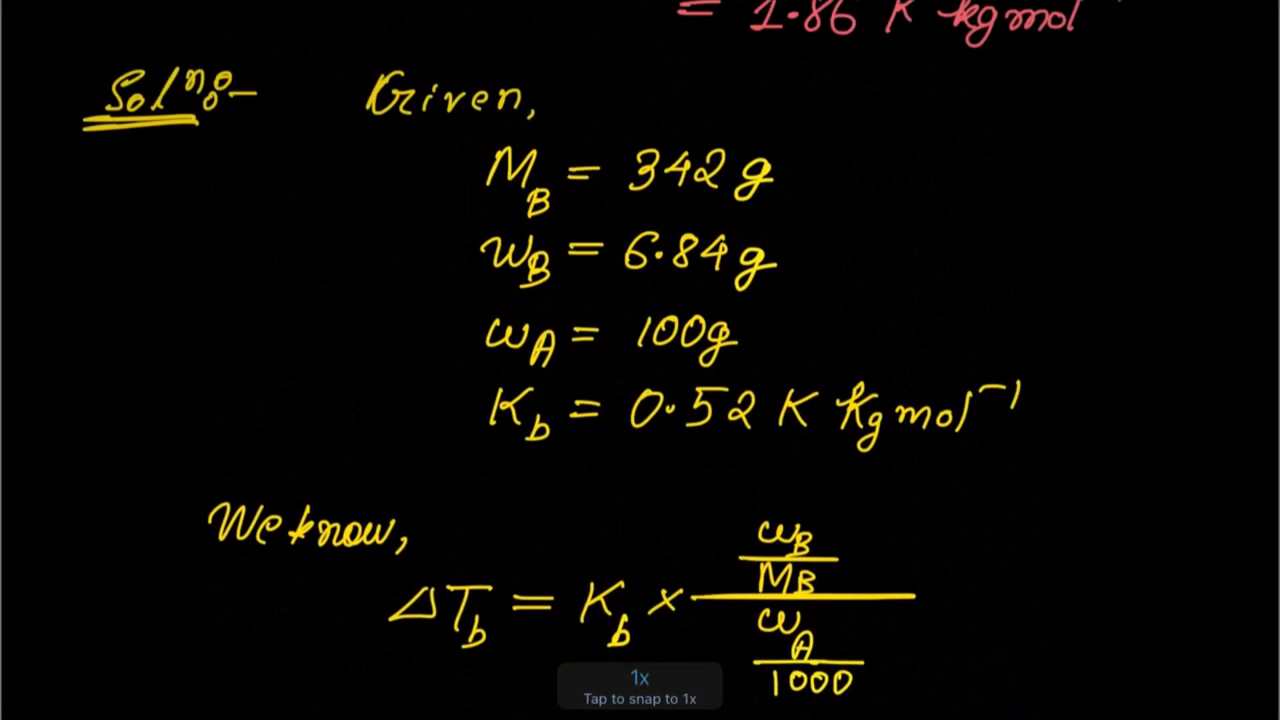 = 1.86 K kg mol
Solⁿ:- Given,
M_B = 342 g
w_B = 6.84 g
w_A = 100g
K_b = 0.52 K Kg mol⁻¹
We know,
w_B
M_B
ΔT_b = K_b ×
w_A
1000
1x
Tap to snap to 1x